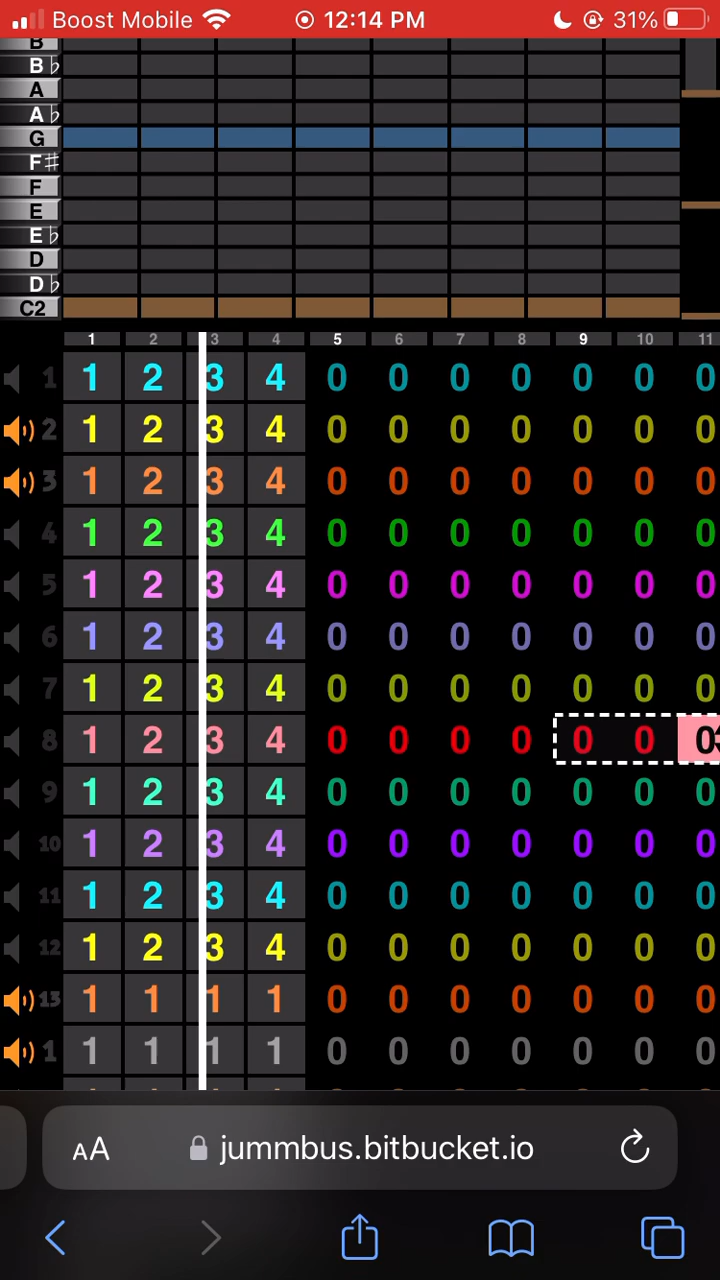 Boost Mobile 12:14 PM 31%
B
B♭
A
A♭
G
F♯
F
E
E♭
D
D♭
C2
1 2 3 4 5 6 7 8 9 10 11
1 1 2 3 4 0 0 0 0 0 0 0
2 1 2 3 4 0 0 0 0 0 0 0
3 1 2 3 4 0 0 0 0 0 0 0
4 1 2 3 4 0 0 0 0 0 0 0
5 1 2 3 4 0 0 0 0 0 0 0
6 1 2 3 4 0 0 0 0 0 0 0
7 1 2 3 4 0 0 0 0 0 0 0
8 1 2 3 4 0 0 0 0 0 0 0
9 1 2 3 4 0 0 0 0 0 0 0
10 1 2 3 4 0 0 0 0 0 0 0
11 1 2 3 4 0 0 0 0 0 0 0
12 1 2 3 4 0 0 0 0 0 0 0
13 1 1 1 1 0 0 0 0 0 0 0
1 1 1 1 1 0 0 0 0 0 0 0
AA jummbus.bitbucket.io